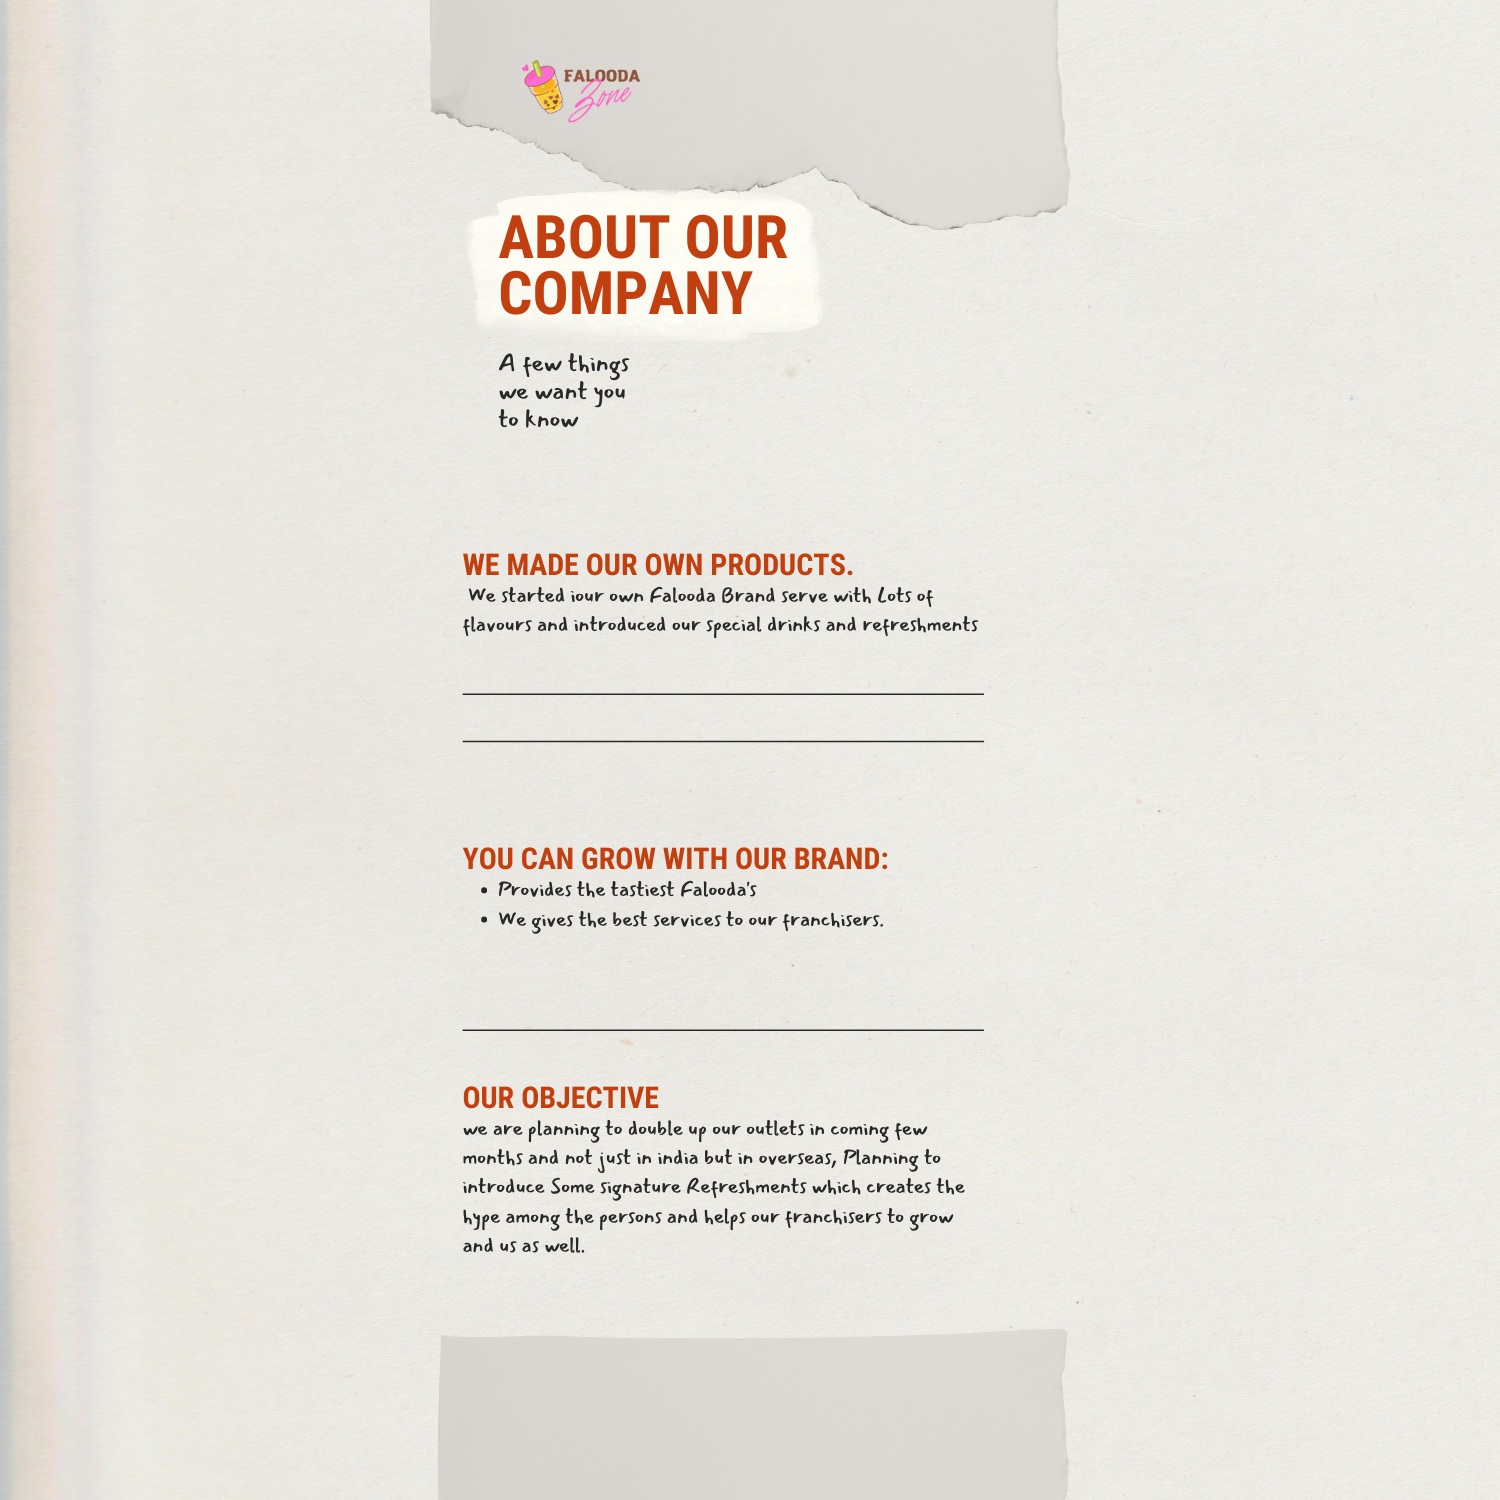 FALOODA
Zone
ABOUT OUR
COMPANY
A few things
we want you
to know
WE MADE OUR OWN PRODUCTS.
We started iour own Falooda Brand serve with Lots of
flavours and introduced our special drinks and refreshments
YOU CAN GROW WITH OUR BRAND:
• Provides the tastiest Falooda's
• We gives the best services to our franchisers.
OUR OBJECTIVE
we are planning to double up our outlets in coming few
months and not just in india but in overseas, Planning to
introduce Some signature Refreshments which creates the
hype among the persons and helps our franchisers to grow
and us as well.